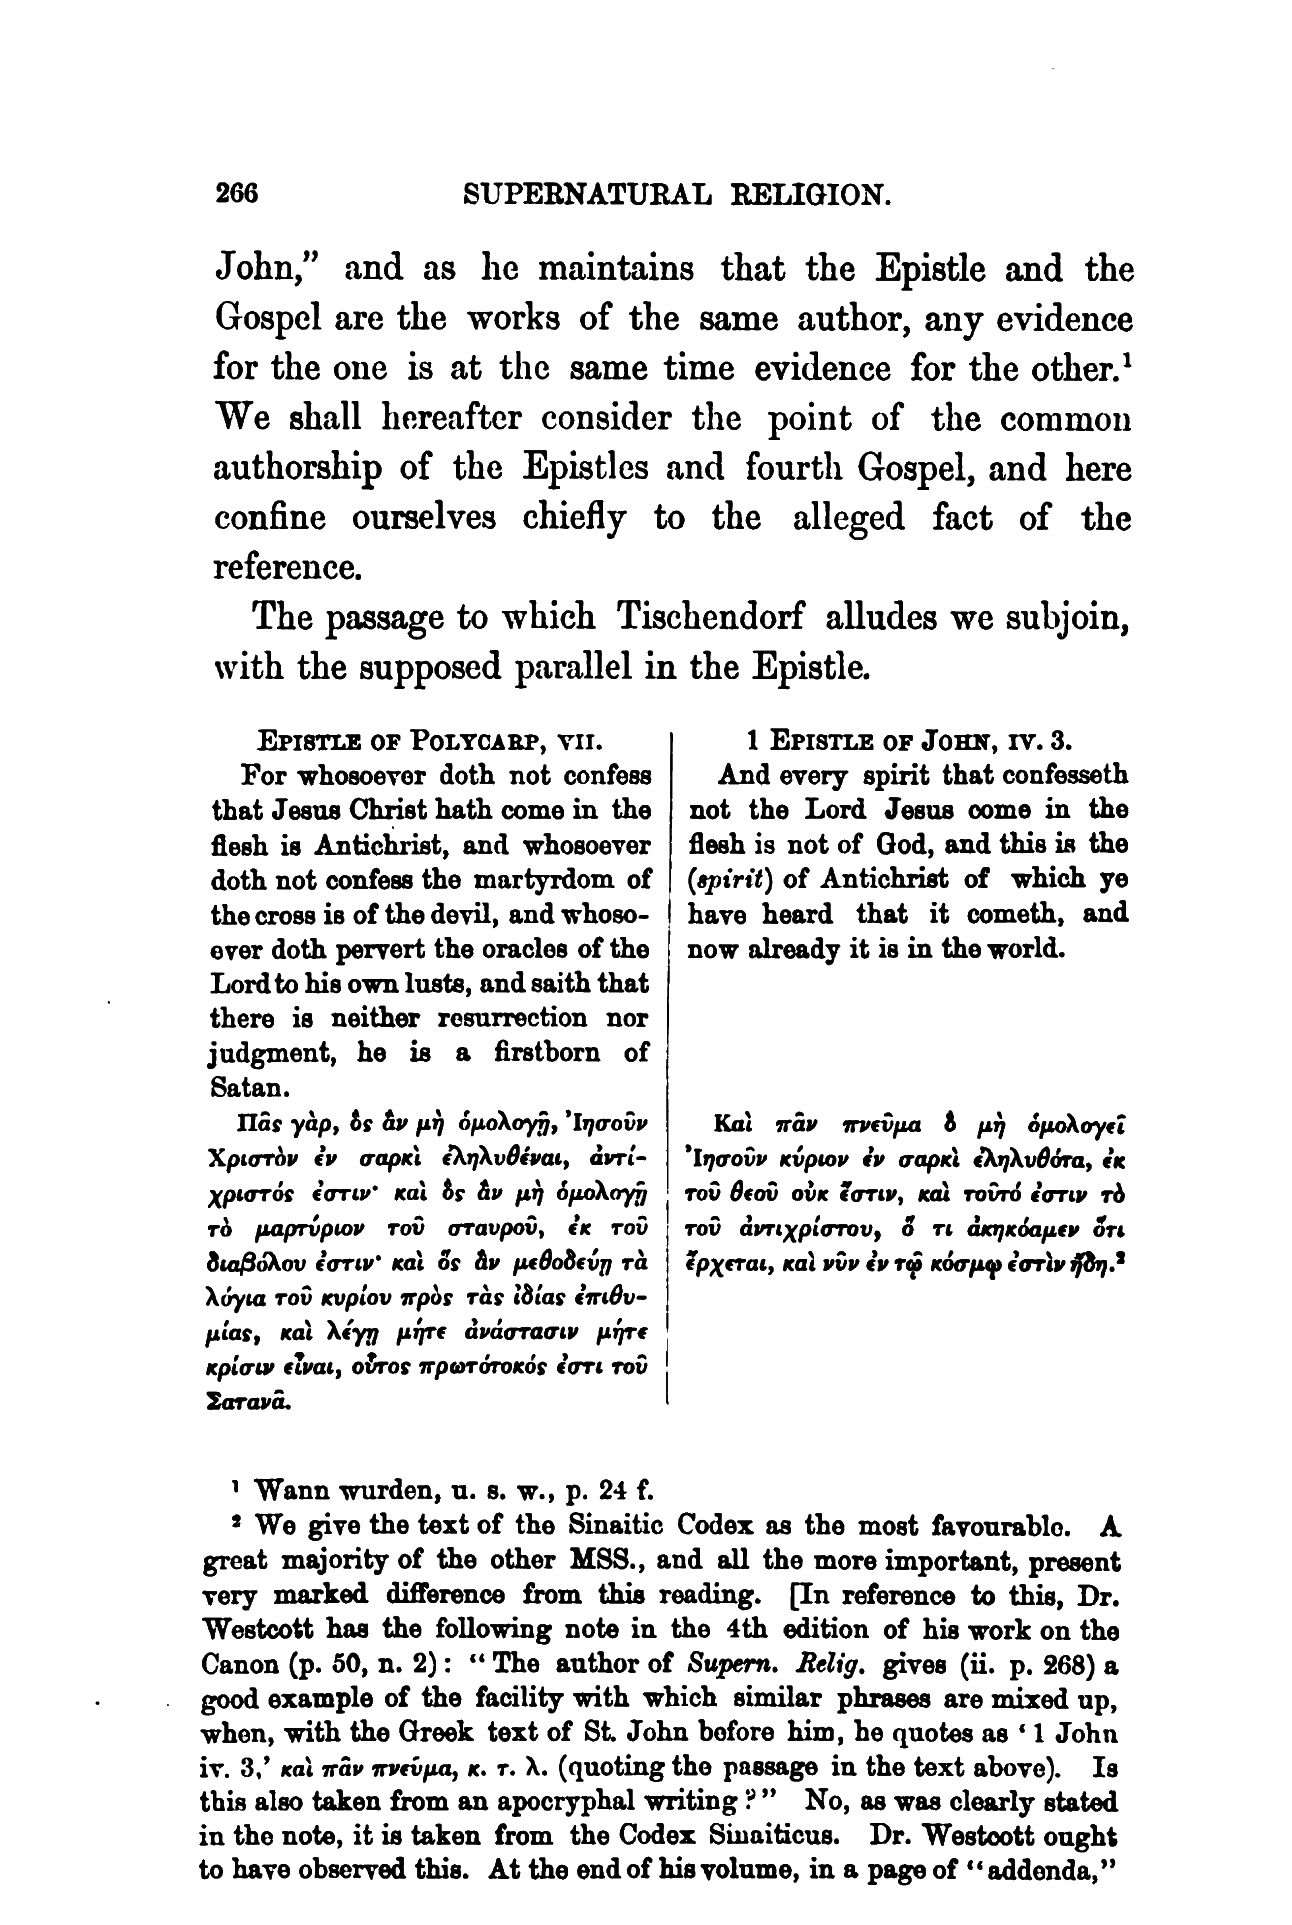 266 SUPERNATURAL RELIGION.
John,” and as he maintains that the Epistle and the
Gospel are the works of the same author, any evidence
for the one is at the same time evidence for the other.¹
We shall hereafter consider the point of the common
authorship of the Epistles and fourth Gospel, and here
confine ourselves chiefly to the alleged fact of the
reference.
The passage to which Tischendorf alludes we subjoin,
with the supposed parallel in the Epistle.
EPISTLE OF POLYCARP, VII.
For whosoever doth not confess
that Jesus Christ hath come in the
flesh is Antichrist, and whosoever
doth not confess the martyrdom of
the cross is of the devil, and whoso-
ever doth pervert the oracles of the
Lord to his own lusts, and saith that
there is neither resurrection nor
judgment, he is a firstborn of
Satan.
Πᾶς γὰρ, ὃς ἂν μὴ ὁμολογῇ, Ἰησοῦν
Χριστὸν ἐν σαρκὶ ἐληλυθέναι, ἀντί-
χριστός ἐστιν· καὶ ὃς ἂν μὴ ὁμολογῇ
τὸ μαρτύριον τοῦ σταυροῦ, ἐκ τοῦ
διαβόλου ἐστιν· καὶ ὅς ἂν μεθοδεύῃ τὰ
λόγια τοῦ κυρίου πρὸς τὰς ἰδίας ἐπιθυ-
μίας, καὶ λέγῃ μήτε ἀνάστασιν μήτε
κρίσιν εἶναι, οὗτος πρωτότοκός ἐστι τοῦ
Σατανᾶ.
1 EPISTLE OF JOHN, IV. 3.
And every spirit that confesseth
not the Lord Jesus come in the
flesh is not of God, and this is the
(spirit) of Antichrist of which ye
have heard that it cometh, and
now already it is in the world.
Καὶ πᾶν πνεῦμα ὃ μὴ ὁμολογεῖ
Ἰησοῦν κύριον ἐν σαρκὶ ἐληλυθότα, ἐκ
τοῦ θεοῦ οὐκ ἔστιν, καὶ τοῦτό ἐστιν τὸ
τοῦ ἀντιχρίστου, ὅ τι ἀκηκόαμεν ὅτι
ἔρχεται, καὶ νῦν ἐν τῷ κόσμῳ ἐστὶν ἤδη.²
¹ Wann wurden, u. s. w., p. 24 f.
² We give the text of the Sinaitic Codex as the most favourable. A
great majority of the other MSS., and all the more important, present
very marked difference from this reading. [In reference to this, Dr.
Westcott has the following note in the 4th edition of his work on the
Canon (p. 50, n. 2): “The author of Supern. Relig. gives (ii. p. 268) a
good example of the facility with which similar phrases are mixed up,
when, with the Greek text of St. John before him, he quotes as ‘1 John
iv. 3,’ καὶ πᾶν πνεύμα, κ. τ. λ. (quoting the passage in the text above). Is
this also taken from an apocryphal writing?” No, as was clearly stated
in the note, it is taken from the Codex Sinaiticus. Dr. Westcott ought
to have observed this. At the end of his volume, in a page of “addenda,”